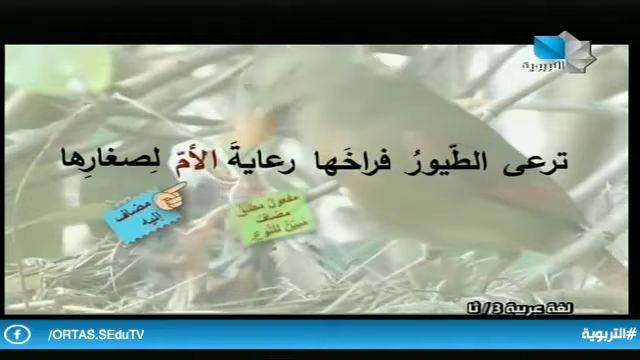 التربوية
ترعى الطّيورُ فراخَها رعايةَ الأمّ لِصغارِها
مفعول مطلق
مضاف
مبيّن للنوع
مضاف
إليه
لغة عربية 3/ ثا
/ORTAS.SEduTV
#التربوية